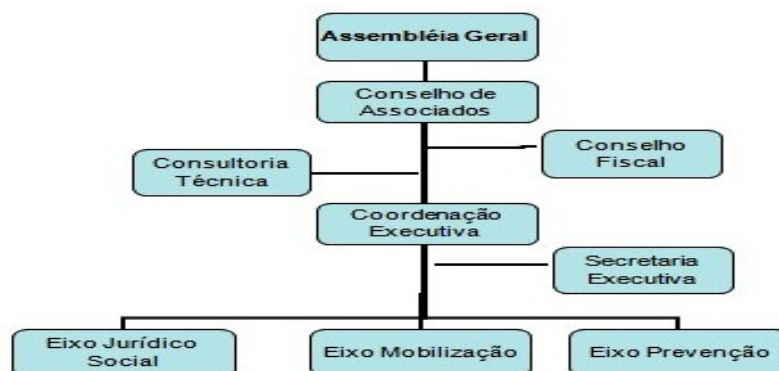 Assembléia Geral
Conselho de
Associados
Conselho
Fiscal
Consultoria
Técnica
Coordenação
Executiva
Secretaria
Executiva
Eixo Jurídico
Social
Eixo Mobilização
Eixo Prevenção